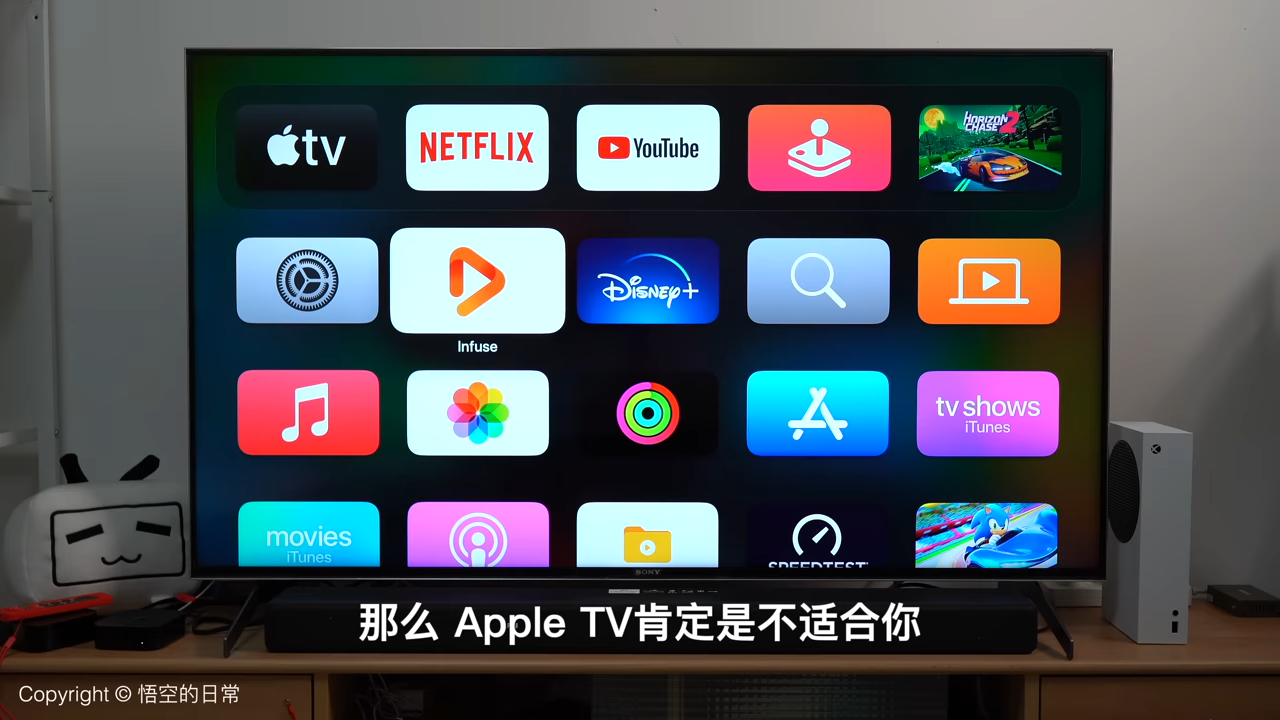 tv
NETFLIX
YouTube
HORIZON
CHASE 2
Infuse
Disney+
tv shows
iTunes
movies
iTunes
SPEEDTEST
SONY
那么 Apple TV肯定是不适合你
Copyright © 悟空的日常